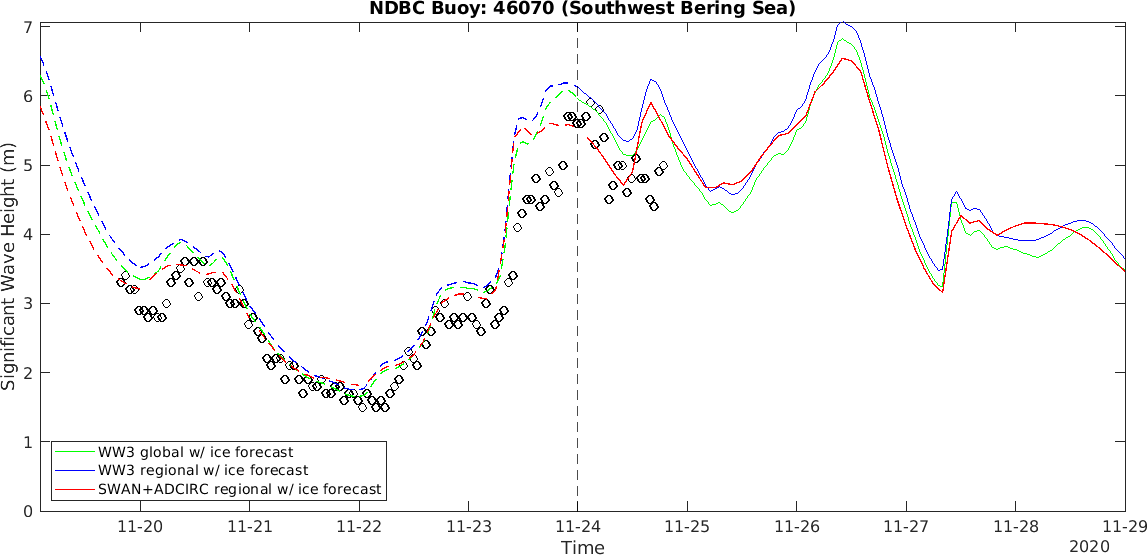 NDBC Buoy: 46070 (Southwest Bering Sea)
7
6
5
4
3
2
1
0
Significant Wave Height (m)
WW3 global w/ ice forecast
WW3 regional w/ ice forecast
SWAN+ADCIRC regional w/ ice forecast
11-20 11-21 11-22 11-23 11-24 11-25 11-26 11-27 11-28 11-29
Time
2020